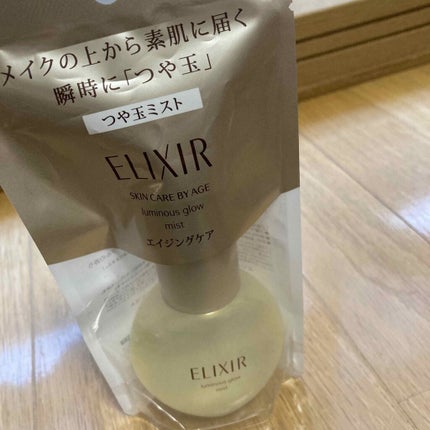 メイクの上から素肌に届く
瞬時に「つや玉」
つや玉ミスト
ELIXIR
SKIN CARE BY AGE
luminous glow
mist
エイジングケア
ELIXIR
luminous glow
mist